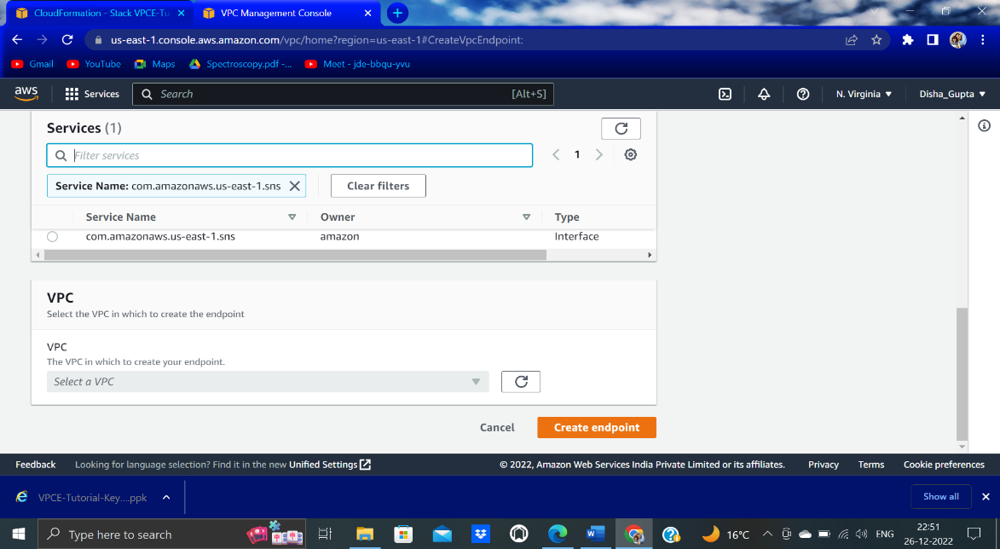 CloudFormation - Stack VPCE-Tu
VPC Management Console
us-east-1.console.aws.amazon.com/vpc/home?region=us-east-1#CreateVpcEndpoint:
Gmail YouTube Maps Spectroscopy.pdf -... Meet - jde-bbqu-yvu
aws Services Search [Alt+S] N. Virginia ▼ Disha_Gupta ▼
Services (1)
Filter services
1
Service Name: com.amazonaws.us-east-1.sns
Clear filters
Service Name Owner Type
com.amazonaws.us-east-1.sns amazon Interface
VPC
Select the VPC in which to create the endpoint
VPC
The VPC in which to create your endpoint.
Select a VPC
Cancel Create endpoint
Feedback Looking for language selection? Find it in the new Unified Settings © 2022, Amazon Web Services India Private Limited or its affiliates. Privacy Terms Cookie preferences
VPCE-Tutorial-Key....ppk Show all
Type here to search 16°C ENG 22:51
26-12-2022